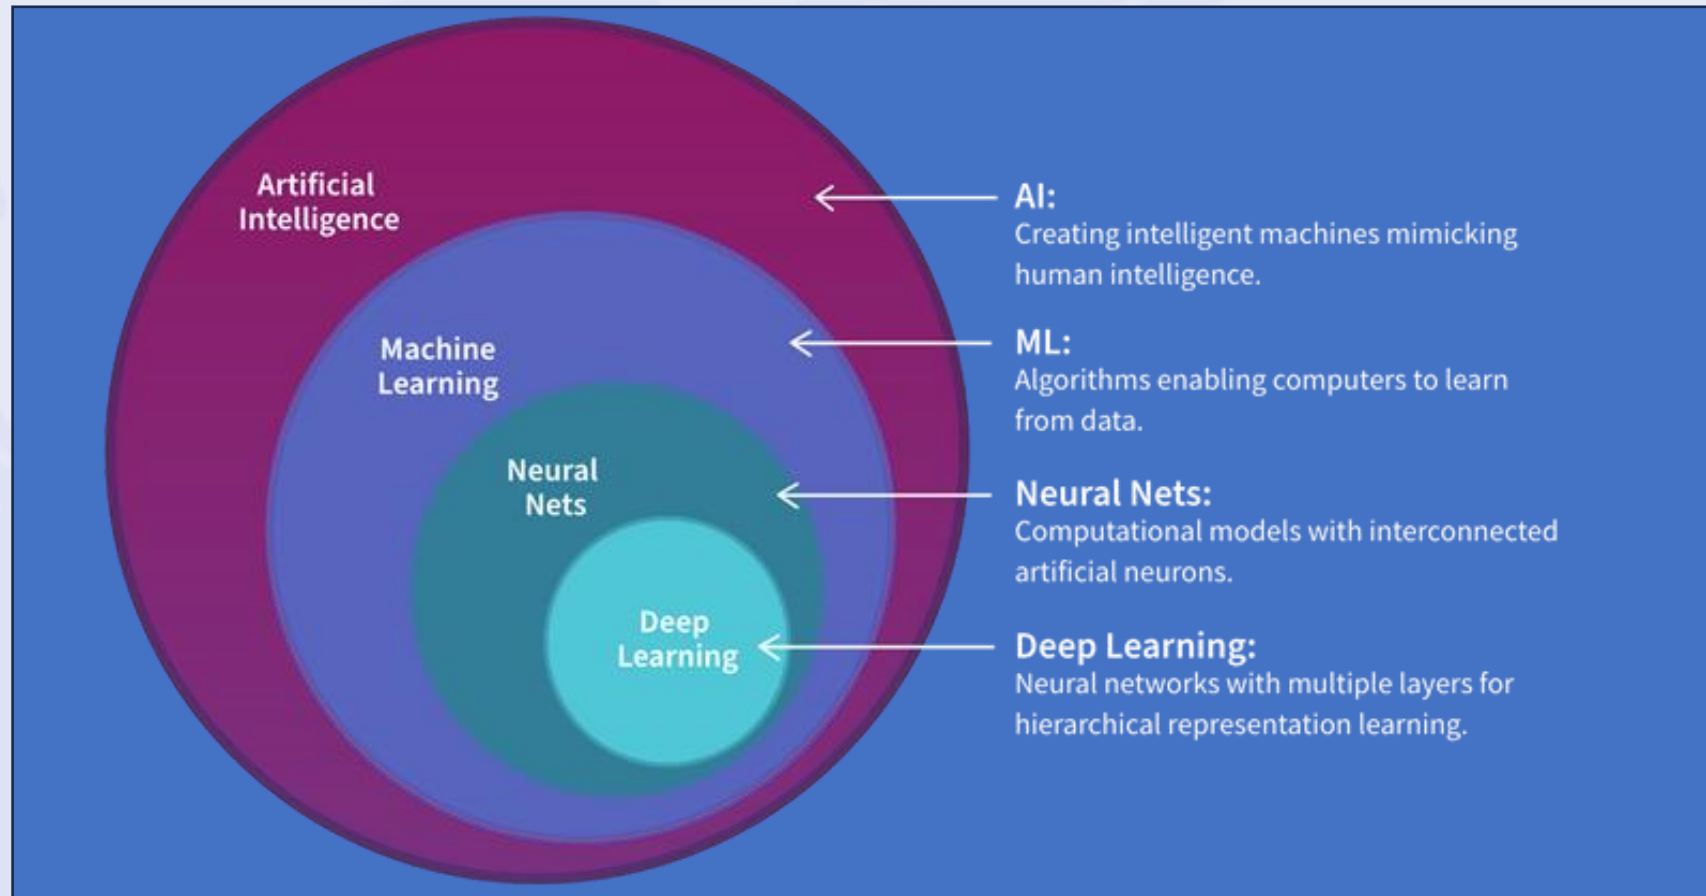 Artificial
Intelligence
Machine
Learning
Neural
Nets
Deep
Learning
AI:
Creating intelligent machines mimicking
human intelligence.
ML:
Algorithms enabling computers to learn
from data.
Neural Nets:
Computational models with interconnected
artificial neurons.
Deep Learning:
Neural networks with multiple layers for
hierarchical representation learning.